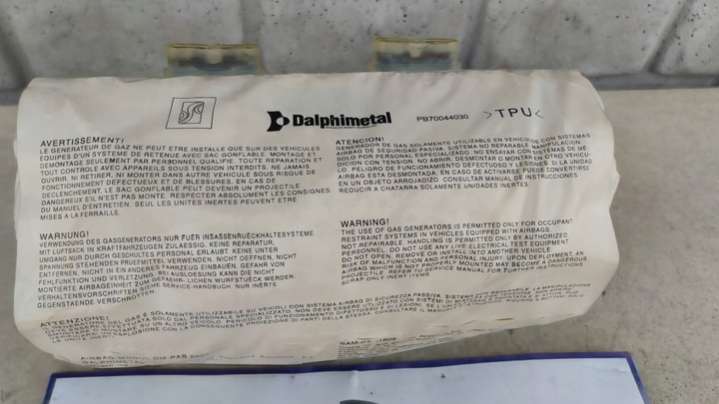 Dalphimetal
PB70044030
>TPU<
AVERTISSEMENT!
LE GENERATEUR DE GAZ NE PEUT ETRE INSTALLE QUE SUR DES VEHICULES
EQUIPES D'UN SYSTEME DE RETENUE AVEC SAC GONFLABLE. MONTAGE ET
DEMONTAGE SEULEMENT PAR PERSONNEL QUALIFIE. TOUTE REPARATION ET
TOUT CONTROLE AVEC APPAREILS SOUS TENSION INTERDITS. NE JAMAIS
OUVRIR, NI RETIRER, NI MONTER DANS AUTRE VEHICULE SOUS RISQUE DE
FONCTIONNEMENT DEFECTUEUX ET DE BLESSURES. EN CAS DE
DECLENCHEMENT, LE SAC GONFLABLE PEUT DEVENIR UN PROJECTILE
DANGEREUX S'IL N'EST PAS MONTE. RESPECTER ABSOLUMENT LES CONSIGNES
DU MANUEL D'ENTRETIEN. SEUL LES UNITES INERTES PEUVENT ETRE
MISES A LA FERRAILLE.
ATENCION!
GENERADOR DE GAS SOLAMENTE UTILIZABLE EN VEHICULOS CON SISTEMAS
AIRBAG DE SEGURIDAD PASIVA. SISTEMA NO REPARABLE. MANIPULACION
SOLO POR PERSONAL ESPECIALIZADO. NO ENSAYAR CON SISTEMAS DE ME-
DICION CON TENSION. NO ABRIR, DESMONTAR O MONTAR EN OTRO VEHICU-
LO. PELIGRO DE FUNCIONAMIENTO DEFECTUOSO Y LESIONES. DI LA UNIDAD
AIRBAG ESTA DESMONTADA, EN CASO DE ACTIVARSE PUEDE CONVERTIRSE
EN UN OBJETO ARROJADIZO. CONSULTAR MANUAL DE INSTRUCCIONES
REDUCIR A CHATARRA SOLAMENTE UNIDADES INERTES.
WARNUNG!
VERWENDUNG DES GASGENERATORS NUR FUER INSASSENRUECKHALTESYSTEME
MIT LUFTSACK IN KRAFTFAHRZEUGEN ZULAESSIG. KEINE REPARATUR,
UMGANG NUR DURCH GESCHULTES PERSONAL ERLAUBT. KEINE UNTER
SPANNUNG STEHENDEN PRUEFMITTEL VERWENDEN. NICHT OEFFNEN, NICHT
ENTFERNEN, NICHT IN EIN ANDERES FAHRZEUG EINBAUEN. GEFAHR VON
FEHLFUNKTION UND VERLETZUNG. BEI AUSLOESUNG KANN DIE NICHT
MONTIERTE AIRBAGEINHEIT ZUM GEFAHRLICHEN WURFSTUECK WERDEN.
VERHALTENSVORSCHRIFTEN SIEHE SERVICE HANDBUCH. NUR INERTE
GEGENSTAENDE VERSCHROTTEN.
WARNING!
THE USE OF GAS GENERATORS IS PERMITTED ONLY FOR OCCUPANT
RESTRAINT SYSTEMS IN VEHICLES EQUIPPED WITH AIRBAGS.
NOT REPAIRABLE. HANDLING IS PERMITTED ONLY BY AUTHORIZED
PERSONNEL. DO NOT USE ANY LIVE ELECTRICAL TEST EQUIPMENT
DO NOT OPEN, REMOVE OR INSTALL INTO ANOTHER VEHICLE
RISK OF MALFUNCTION AND PERSONAL INJURY. UPON DEPLOYMENT, AN
AIRBAG WHICH IS NOT MOUNTED MAY BECOME A DANGEROUS
PROJECTILE. REFER TO SERVICE MANUAL FOR FURTHER INSTRUCTIONS
SCRAP ONLY INERT ITEMS
ATTENZIONE!